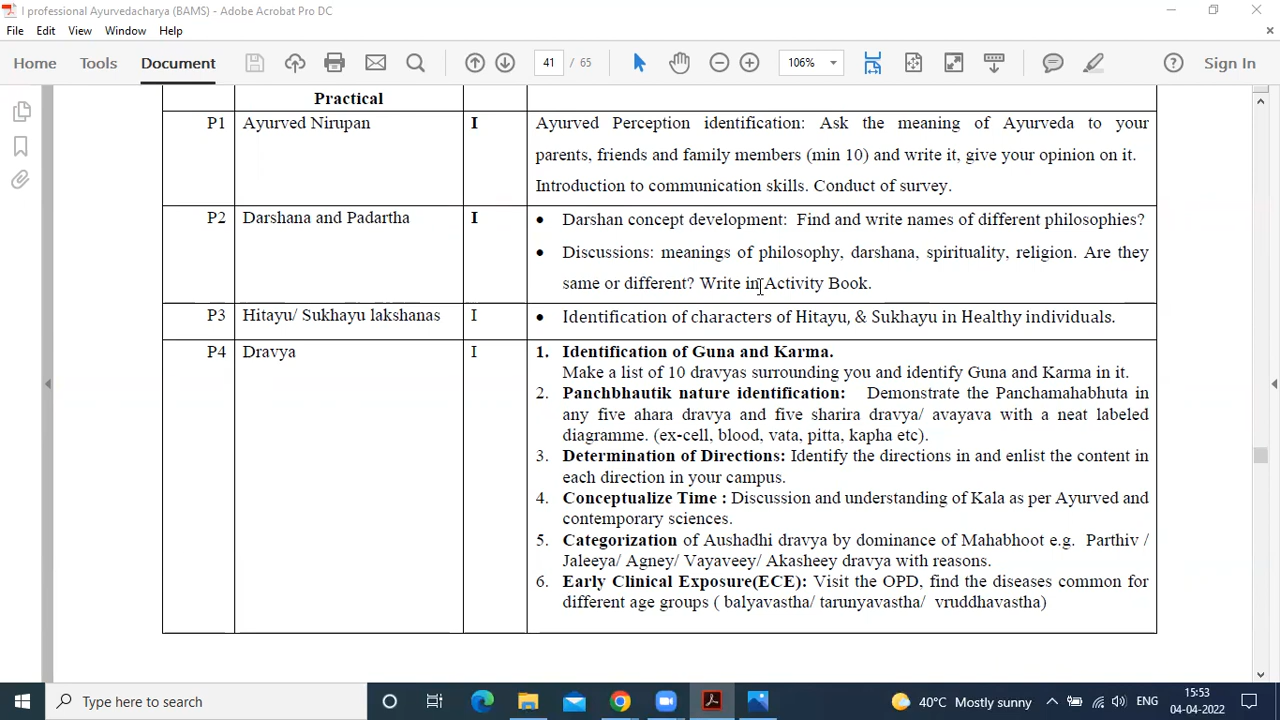 I professional Ayurvedacharya (BAMS) - Adobe Acrobat Pro DC
File Edit View Window Help
Home Tools Document 41 / 65 106% Sign In
Practical
P1 Ayurved Nirupan I Ayurved Perception identification: Ask the meaning of Ayurveda to your
parents, friends and family members (min 10) and write it, give your opinion on it.
Introduction to communication skills. Conduct of survey.
P2 Darshana and Padartha I • Darshan concept development: Find and write names of different philosophies?
• Discussions: meanings of philosophy, darshana, spirituality, religion. Are they
same or different? Write in Activity Book.
P3 Hitayu/ Sukhayu lakshanas I • Identification of characters of Hitayu, & Sukhayu in Healthy individuals.
P4 Dravya I 1. Identification of Guna and Karma.
Make a list of 10 dravyas surrounding you and identify Guna and Karma in it.
2. Panchbhautik nature identification: Demonstrate the Panchamahabhuta in
any five ahara dravya and five sharira dravya/ avayava with a neat labeled
diagramme. (ex-cell, blood, vata, pitta, kapha etc).
3. Determination of Directions: Identify the directions in and enlist the content in
each direction in your campus.
4. Conceptualize Time : Discussion and understanding of Kala as per Ayurved and
contemporary sciences.
5. Categorization of Aushadhi dravya by dominance of Mahabhoot e.g. Parthiv /
Jaleeya/ Agney/ Vayaveey/ Akasheey dravya with reasons.
6. Early Clinical Exposure(ECE): Visit the OPD, find the diseases common for
different age groups ( balyavastha/ tarunyavastha/ vruddhavastha)
Type here to search 40°C Mostly sunny ENG 15:53
04-04-2022